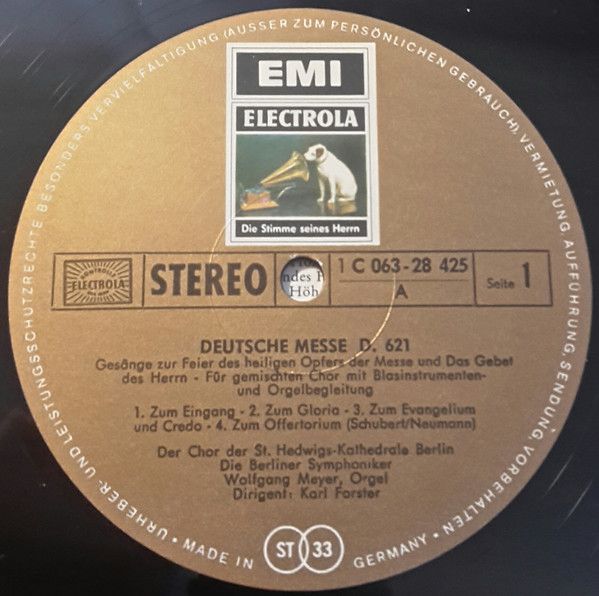 URHEBER- UND LEISTUNGSSCHUTZRECHTE BESONDERS VERVIELFÄLTIGUNG (AUSSER ZUM PERSÖNLICHEN GEBRAUCH), VERMIETUNG AUFFÜHRUNG, SENDUNG, VORBEHALTEN
EMI
ELECTROLA
Die Stimme seines Herrn
ELECTROLA
STEREO
ndes
Höh
1 C 063-28 425
A
Seite 1
DEUTSCHE MESSE D. 621
Gesänge zur Feier des heiligen Opfers der Messe und Das Gebet
des Herrn - Für gemischten Chor mit Blasinstrumenten-
und Orgelbegleitung
1. Zum Eingang - 2. Zum Gloria - 3. Zum Evangelium
und Credo - 4. Zum Offertorium (Schubert/Neumann)
Der Chor der St. Hedwigs-Kathedrale Berlin
Die Berliner Symphoniker
Wolfgang Meyer, Orgel
Dirigent: Karl Forster
• MADE IN
ST 33
GERMANY •